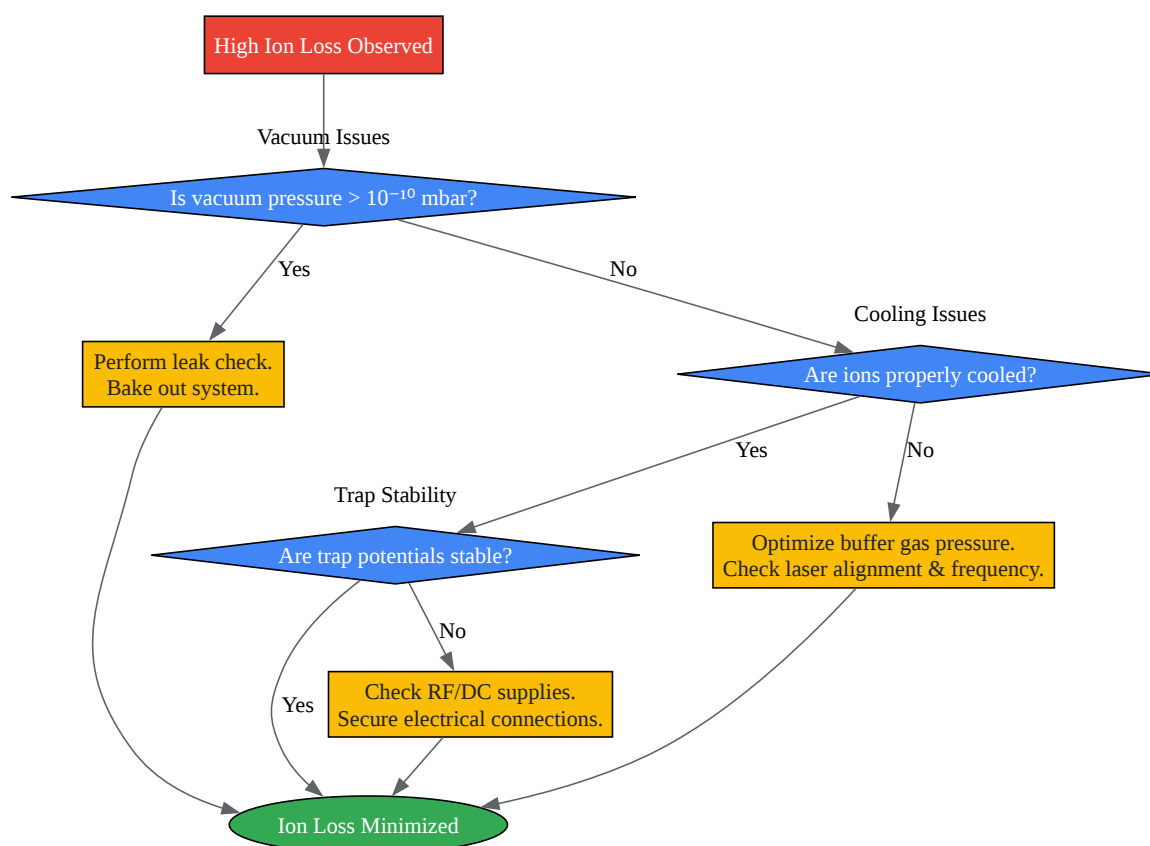 High Ion Loss Observed
Vacuum Issues
Is vacuum pressure > 10⁻¹⁰ mbar?
Yes
No
Cooling Issues
Perform leak check.
Bake out system.
Are ions properly cooled?
Yes
No
Trap Stability
Are trap potentials stable?
Optimize buffer gas pressure.
Check laser alignment & frequency.
No
Yes
Check RF/DC supplies.
Secure electrical connections.
Ion Loss Minimized